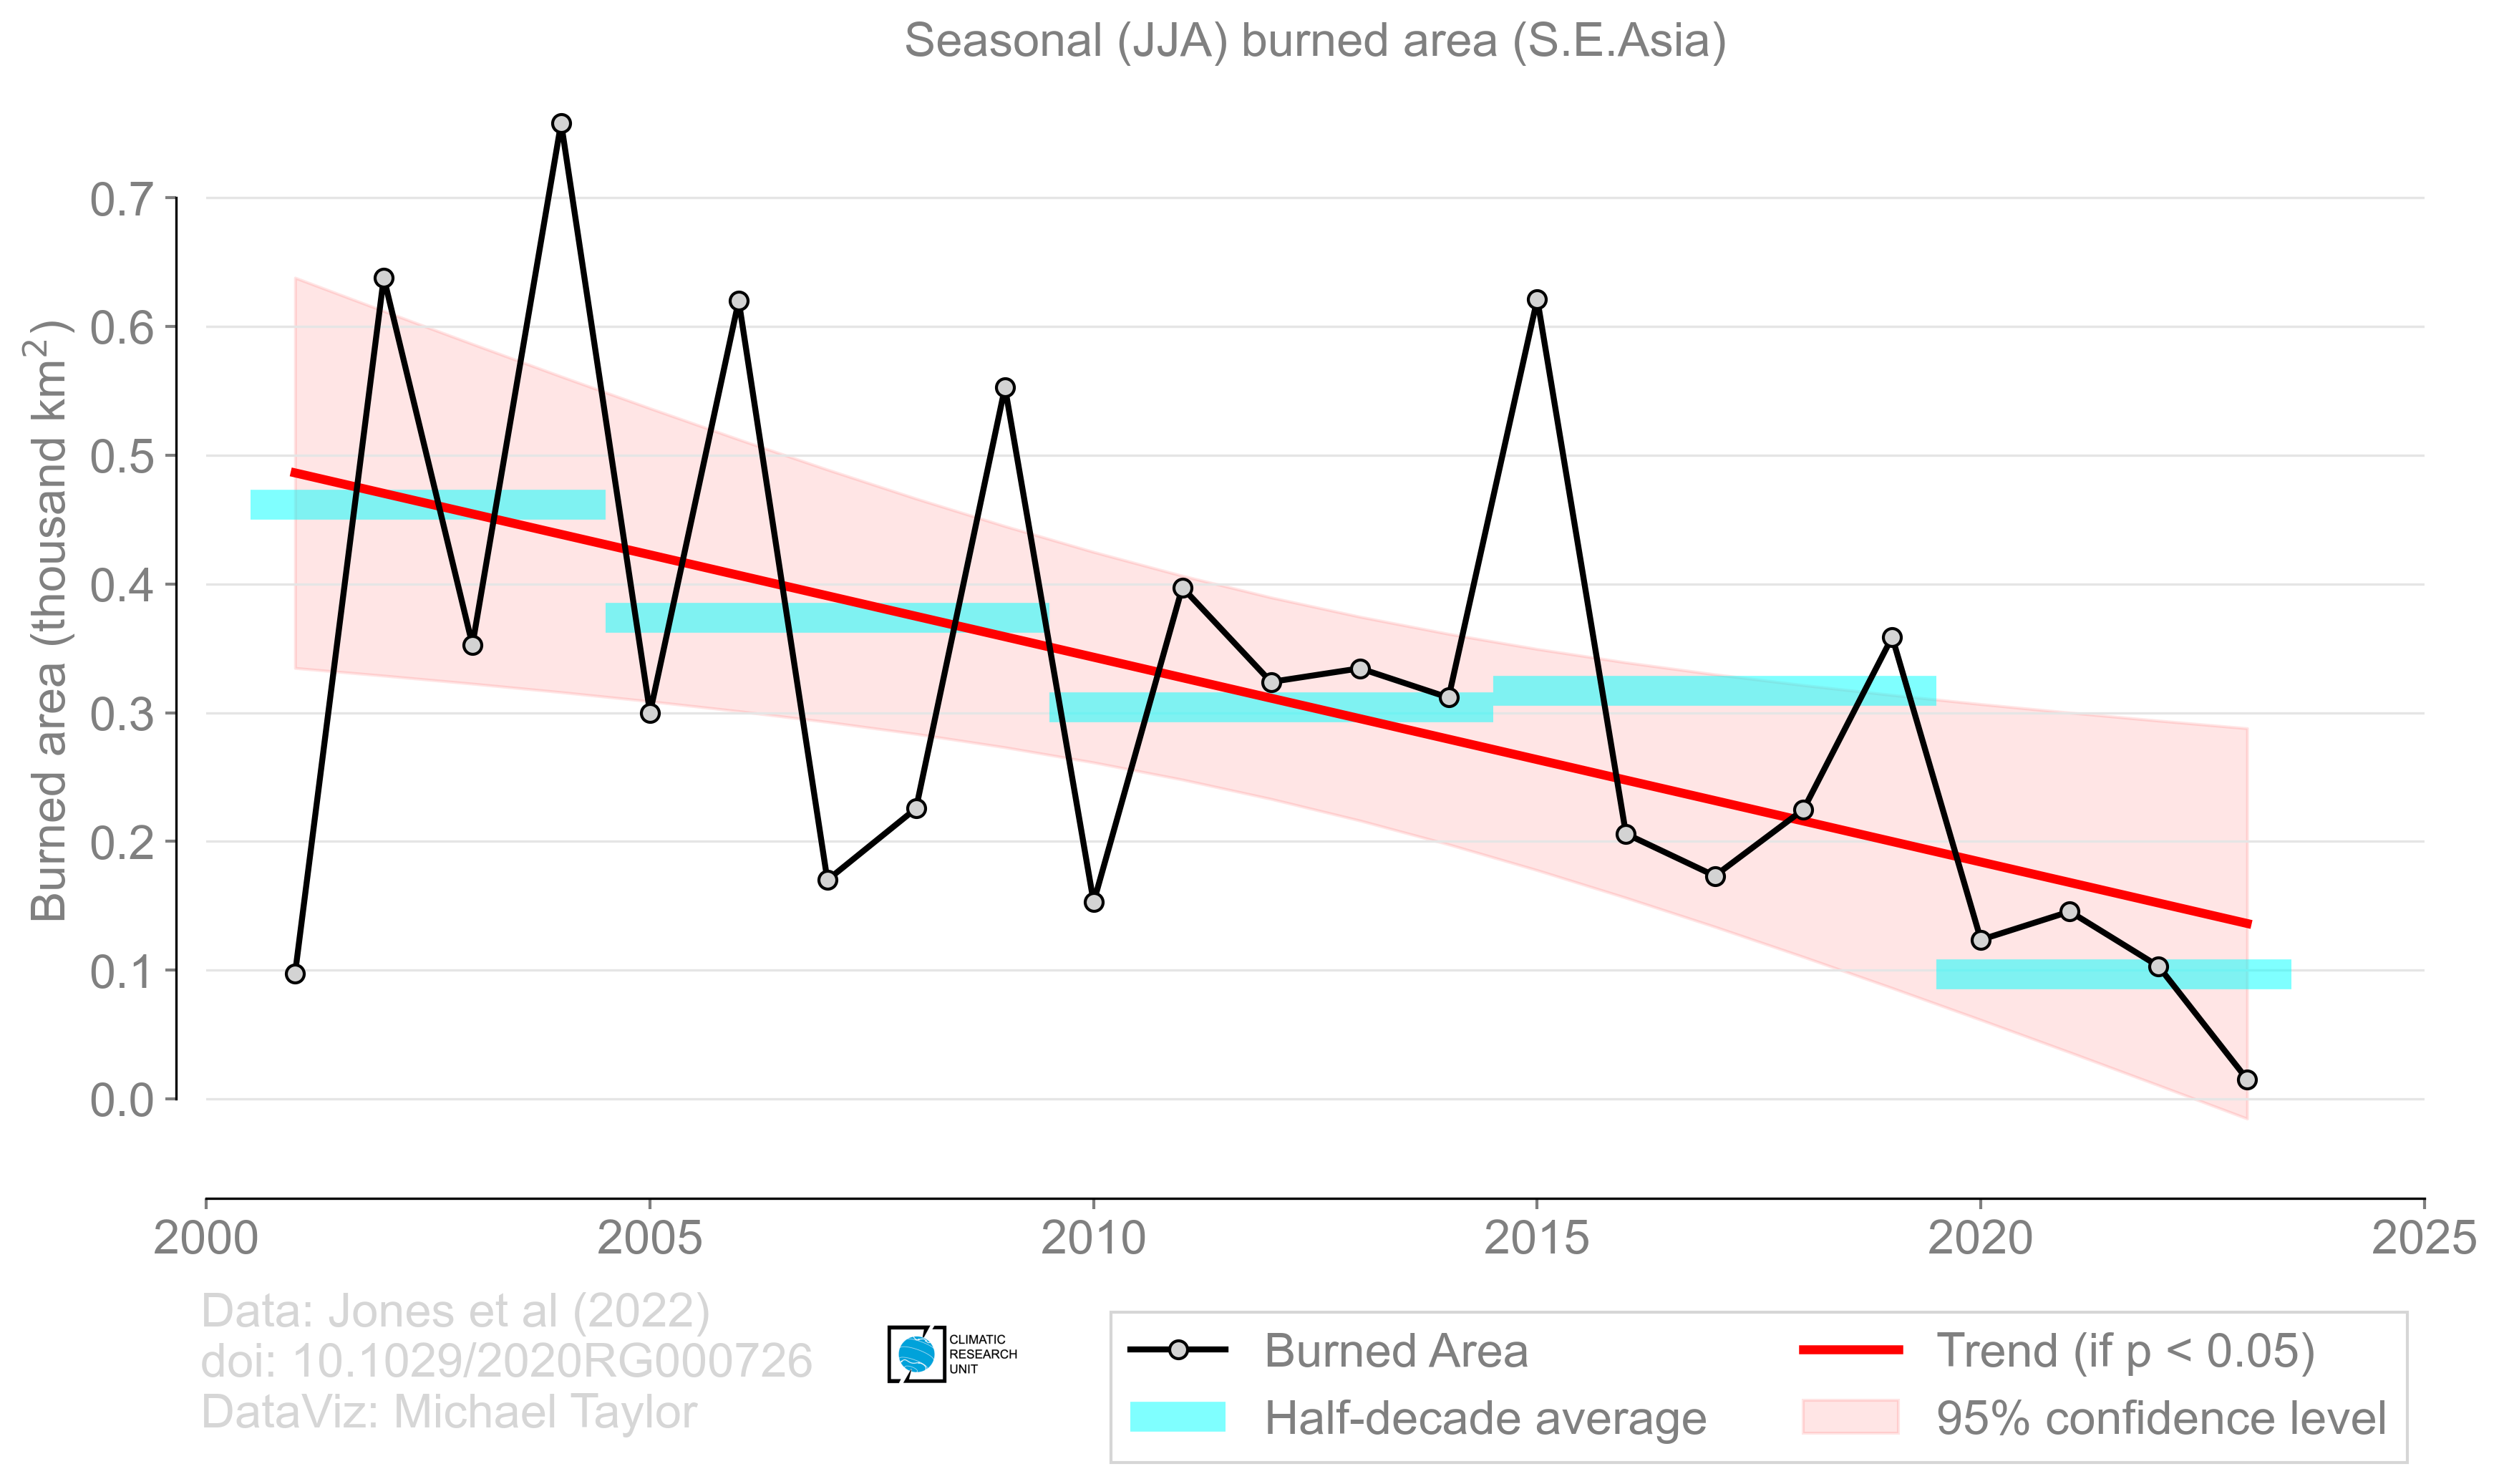 Seasonal (JJA) burned area (S.E.Asia)
Burned area (thousand km²)
0.7
0.6
0.5
0.4
0.3
0.2
0.1
0.0
2000 2005 2010 2015 2020 2025
Data: Jones et al (2022)
doi: 10.1029/2020RG000726
DataViz: Michael Taylor
CLIMATIC
RESEARCH
UNIT
Burned Area
Half-decade average
Trend (if p < 0.05)
95% confidence level